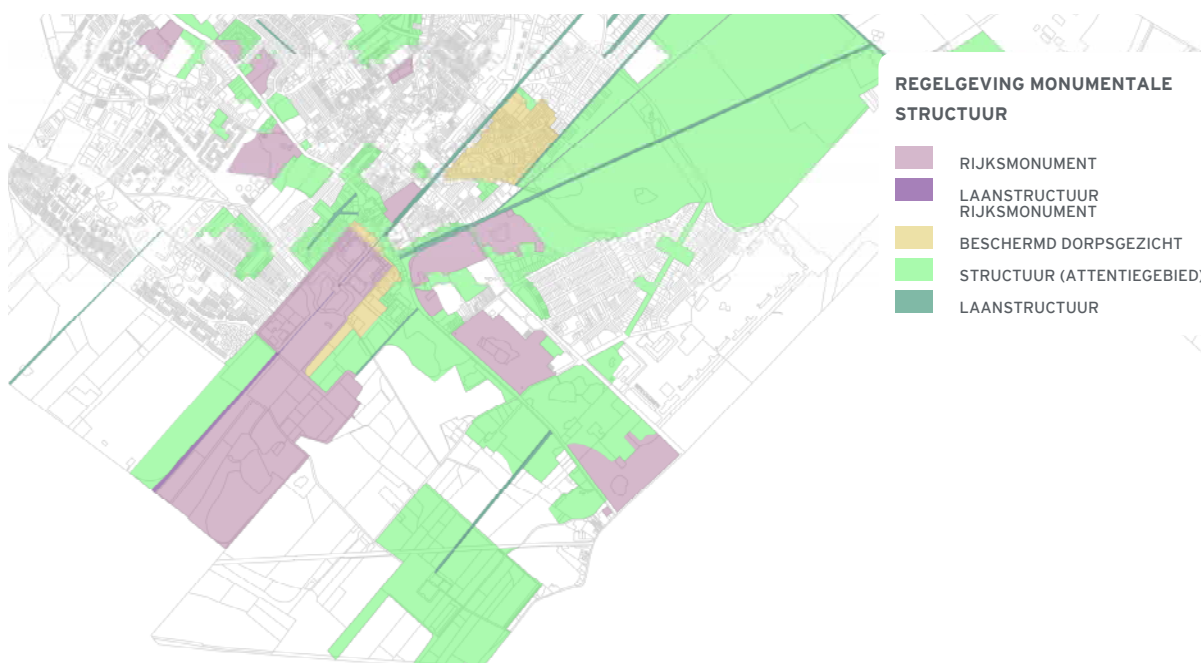 REGELGEVING MONUMENTALE
STRUCTUUR
RIJKSMONUMENT
LAANSTRUCTUUR
RIJKSMONUMENT
BESCHERMD DORPSGEZICHT
STRUCTUUR (ATTENTIEGEBIED)
LAANSTRUCTUUR